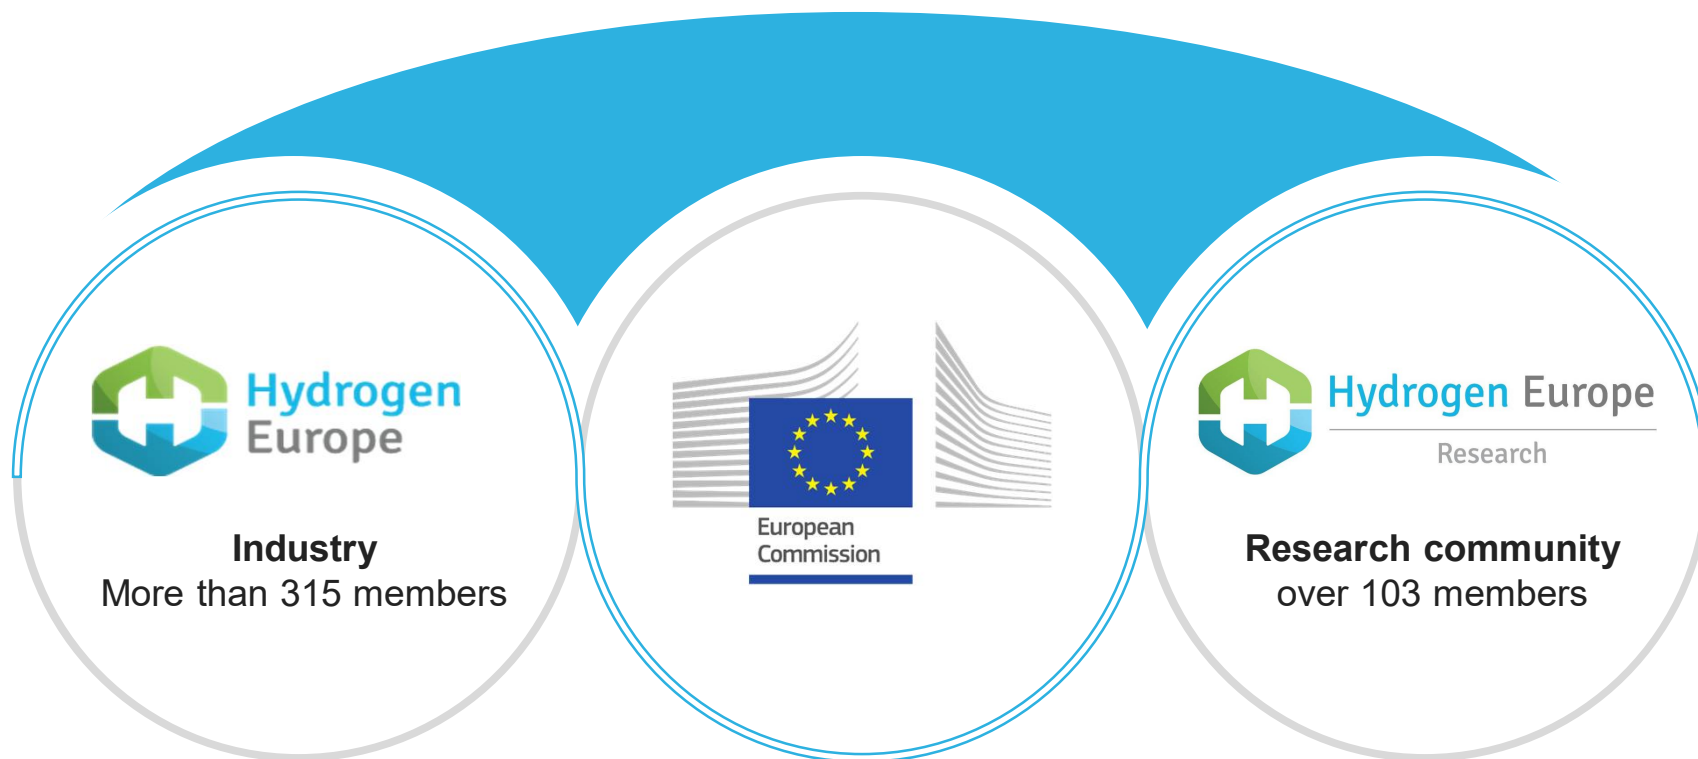 Hydrogen
Europe
Industry
More than 315 members
European
Commission
Hydrogen Europe
Research
Research community
over 103 members